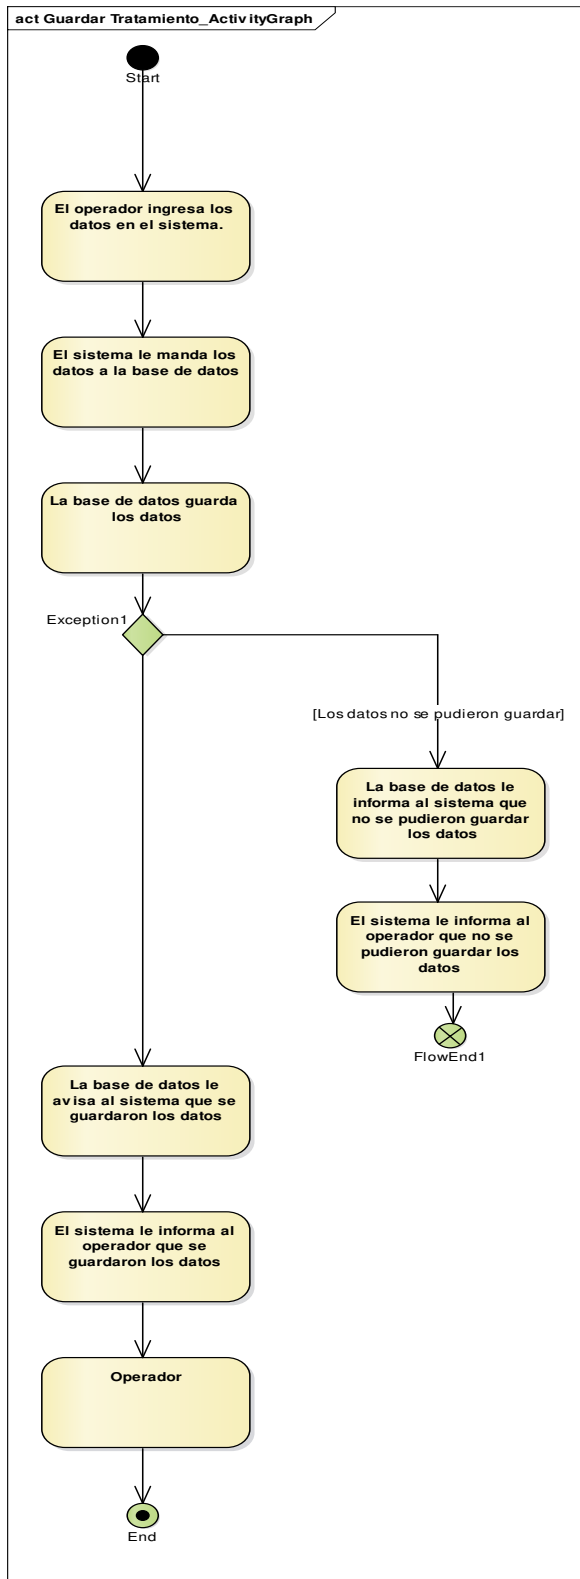 act Guardar Tratamiento_ActivityGraph
Start
El operador ingresa los
datos en el sistema.
El sistema le manda los
datos a la base de datos
La base de datos guarda
los datos
Exception1
[Los datos no se pudieron guardar]
La base de datos le
informa al sistema que
no se pudieron guardar
los datos
El sistema le informa al
operador que no se
pudieron guardar los
datos
FlowEnd1
La base de datos le
avisa al sistema que se
guardaron los datos
El sistema le informa al
operador que se
guardaron los datos
Operador
End